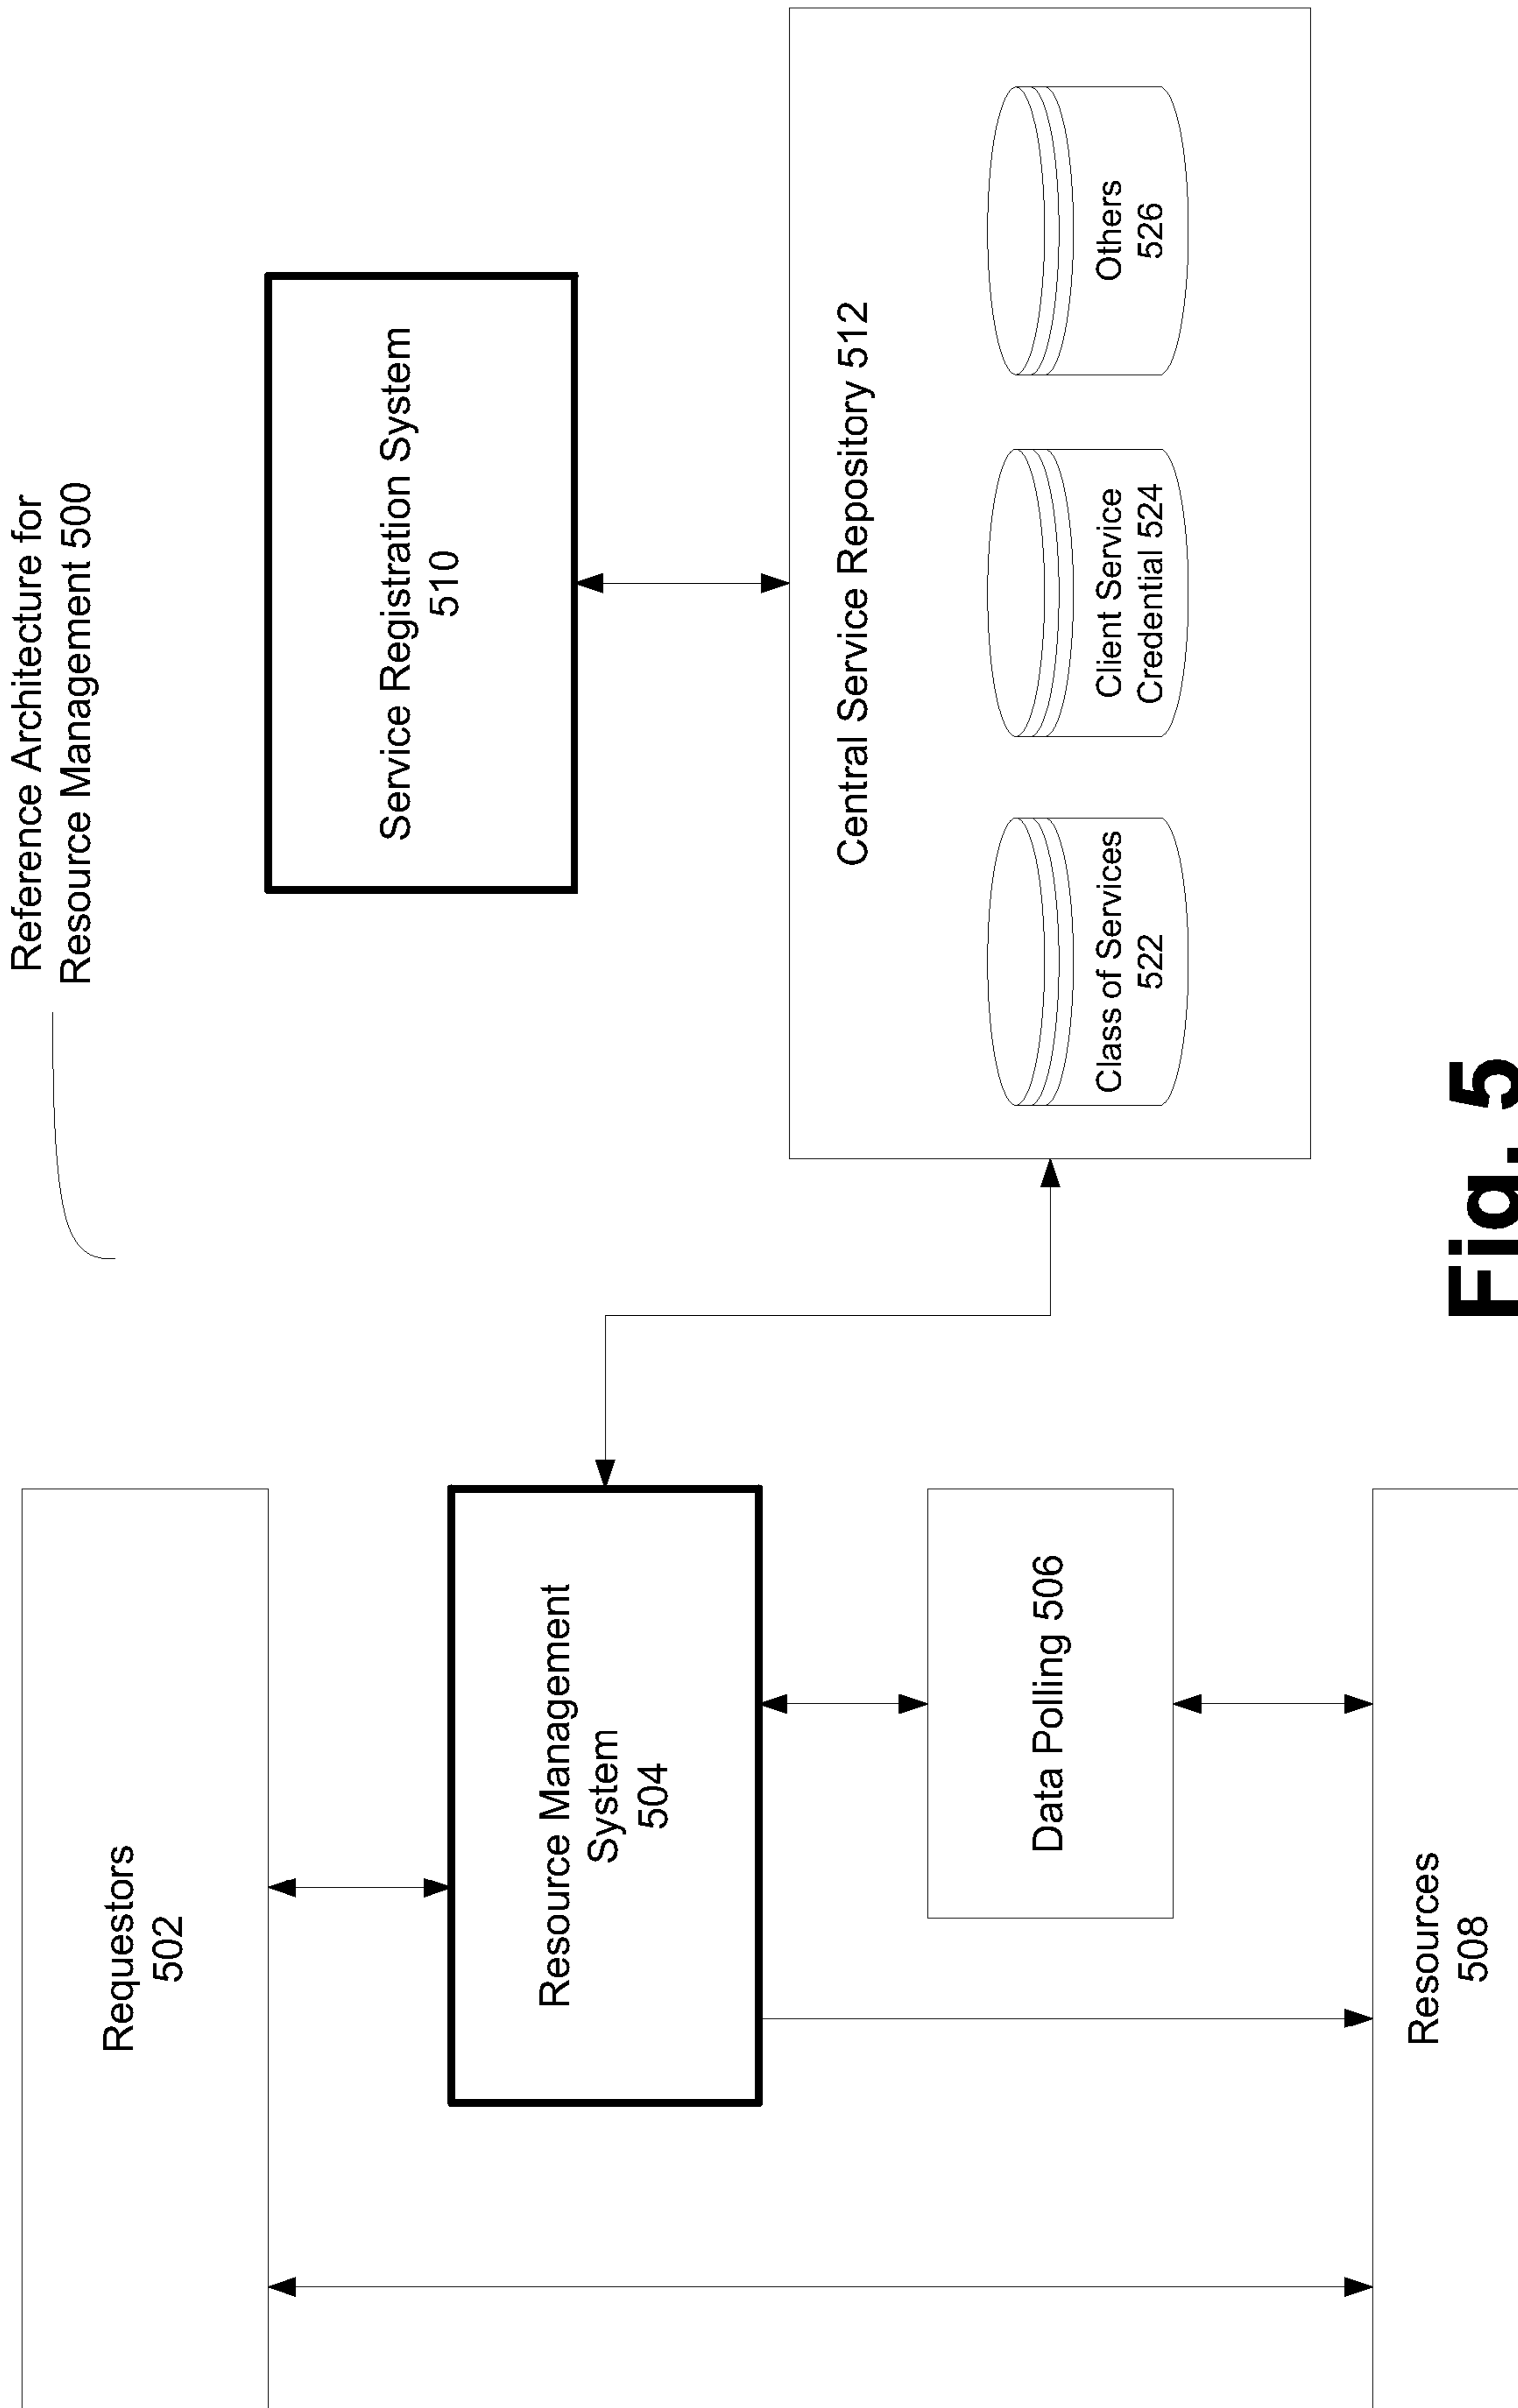 Reference Architecture for
Resource Management 500
Requestors
502
Service Registration System
510
Resource Management
System
504
Central Service Repository 512
Class of Services
522
Client Service
Credential 524
Others
526
Data Polling 506
Resources
508
Fig. 5